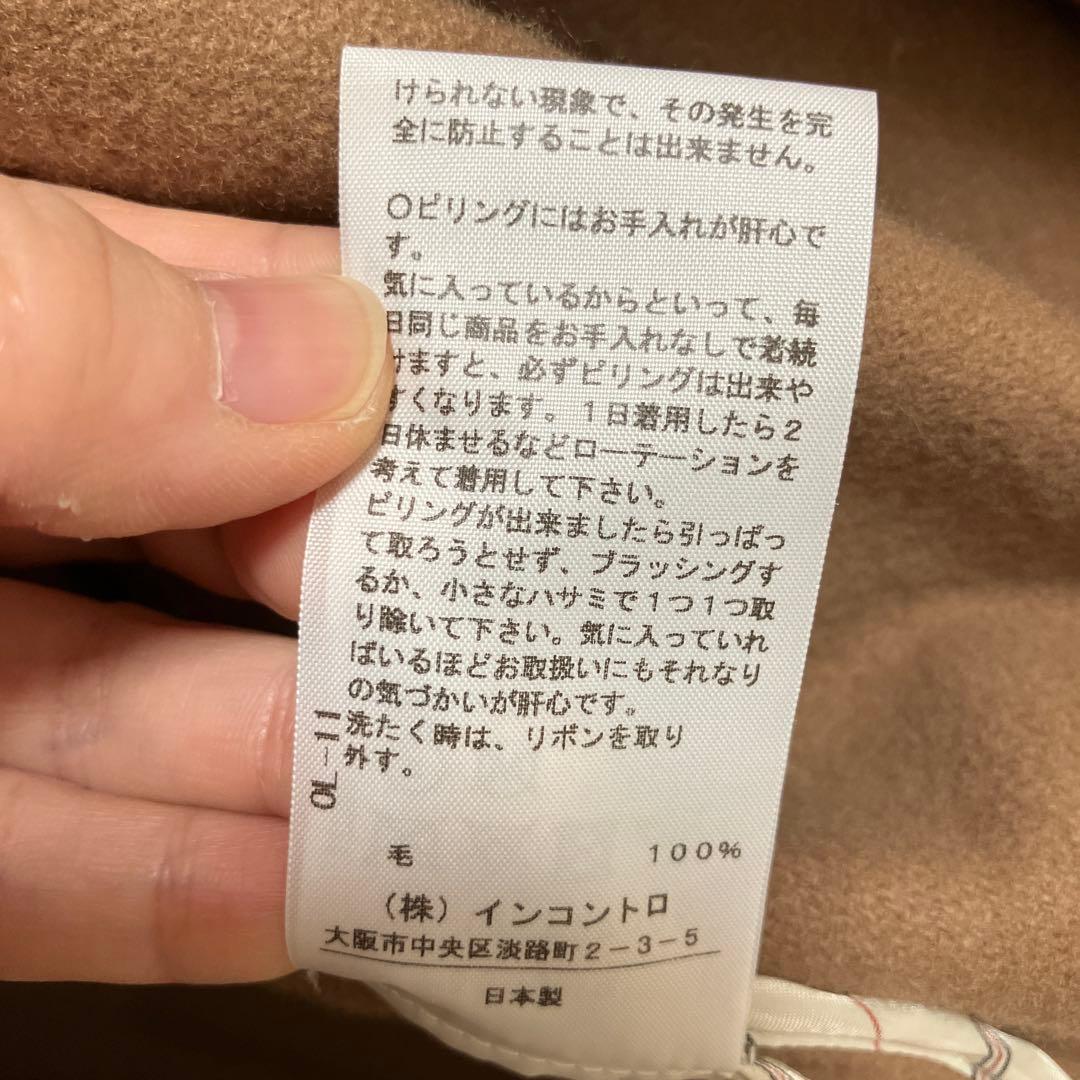 けられない現象で、その発生を完
全に防止することは出来ません。
〇ピリングにはお手入れが肝心で
す。
気に入っているからといって、毎
日同じ商品をお手入れなしで着続
けますと、必ずピリングは出来や
すくなります。1日着用したら2
日休ませるなどローテーションを
考えて着用して下さい。
ピリングが出来ましたら引っぱっ
て取ろうとせず、ブラッシングす
るか、小さなハサミで1つ1つ取
り除いて下さい。気に入っていれ
ばいるほどお取扱いにもそれなり
の気づかいが肝心です。
洗たく時は、リボンを取り
外す。
毛 100%
(株)インコントロ
大阪市中央区淡路町2-3-5
日本製